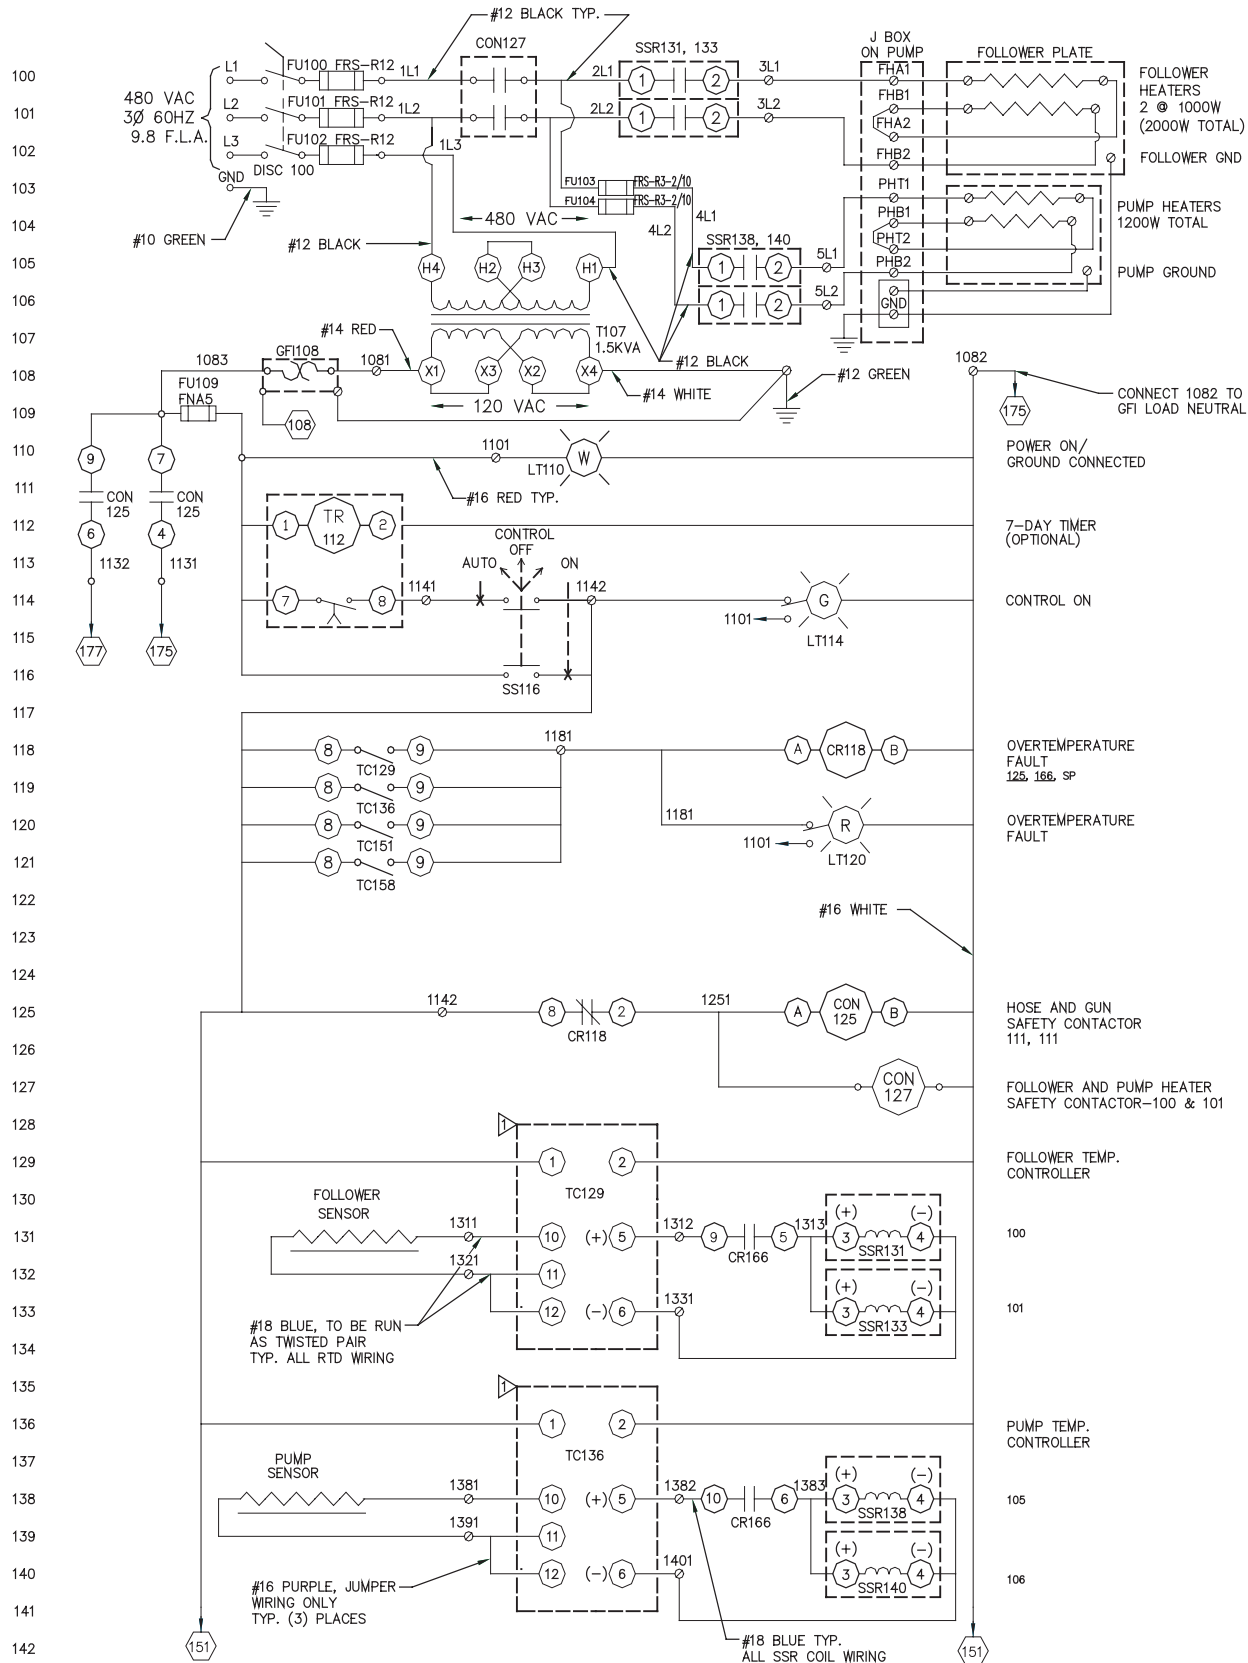 #12 BLACK TYP.
CON127
SSR131, 133
J BOX
ON PUMP
FOLLOWER PLATE
100
L1
FU100 FRS-R12
1L1
2L1
1
2
3L1
FHA1
FOLLOWER
HEATERS
2 @ 1000W
(2000W TOTAL)
480 VAC
3Ø 60HZ
9.8 F.L.A.
101
L2
FU101 FRS-R12
1L2
2L2
1
2
3L2
FHB1
FHA2
102
L3
FU102 FRS-R12
1L3
FHB2
FOLLOWER GND
DISC 100
103
GND
FU103
FRS-R3-2/10
PHT1
FU104
FRS-R3-2/10
4L1
104
#10 GREEN
480 VAC
4L2
PHB1
PUMP HEATERS
1200W TOTAL
#12 BLACK
SSR138, 140
PHT2
105
H4
H2
H3
H1
1
2
5L1
PHB2
PUMP GROUND
106
1
2
5L2
GND
107
#14 RED
T107
1.5KVA
1083
GFI108
1081
#12 BLACK
1082
108
FU109
FNA5
X1
X3
X2
X4
#14 WHITE
#12 GREEN
CONNECT 1082 TO
GFI LOAD NEUTRAL
109
108
120 VAC
175
110
9
7
1101
LT110
W
POWER ON/
GROUND CONNECTED
111
CON
125
CON
125
#16 RED TYP.
112
6
4
1
TR
112
2
CONTROL
OFF
7-DAY TIMER
(OPTIONAL)
113
1132
1131
AUTO
ON
114
7
8
1141
1142
G
CONTROL ON
1101
LT114
115
177
175
116
SS116
117
118
8
9
1181
A
CR118
B
OVERTEMPERATURE
FAULT
125, 166, SP
TC129
119
8
9
TC136
120
8
9
1181
R
OVERTEMPERATURE
FAULT
TC151
1101
LT120
121
8
9
TC158
122
#16 WHITE
123
124
125
1142
8
2
CR118
1251
A
CON
125
B
HOSE AND GUN
SAFETY CONTACTOR
111, 111
126
127
CON
127
FOLLOWER AND PUMP HEATER
SAFETY CONTACTOR-100 & 101
128
1
129
1
2
FOLLOWER TEMP.
CONTROLLER
130
FOLLOWER
SENSOR
TC129
131
1311
10
(+)
5
1312
9
CR166
5
1313
(+)
3
SSR131
(-)
4
100
132
1321
11
133
12
(-)
6
1331
(+)
3
SSR133
(-)
4
101
#18 BLUE, TO BE RUN
AS TWISTED PAIR
TYP. ALL RTD WIRING
134
135
1
136
1
2
PUMP TEMP.
CONTROLLER
137
PUMP
SENSOR
TC136
138
1381
10
(+)
5
1382
10
CR166
6
1383
(+)
3
SSR138
(-)
4
105
139
1391
11
140
12
(-)
6
1401
(+)
3
SSR140
(-)
4
106
#16 PURPLE, JUMPER
WIRING ONLY
TYP. (3) PLACES
141
142
151
#18 BLUE TYP.
ALL SSR COIL WIRING
151